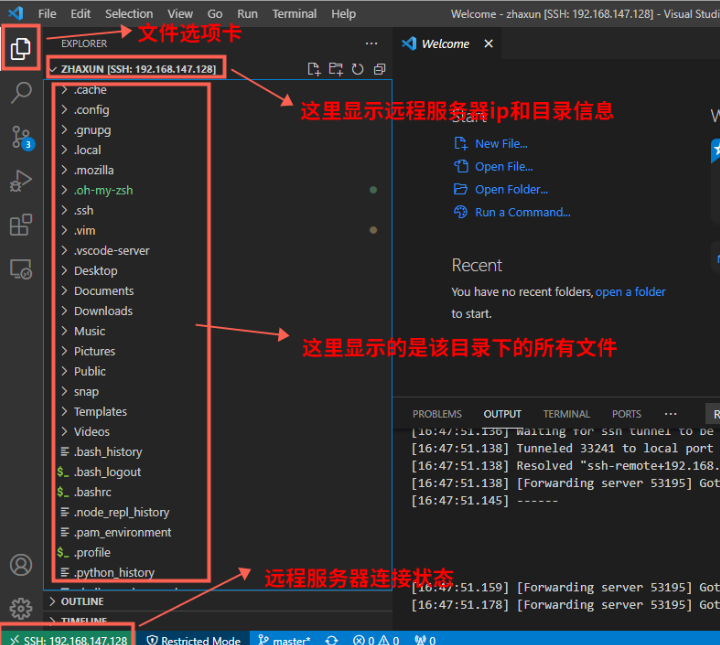 File Edit Selection View Go Run Terminal Help
Welcome - zhaxun [SSH: 192.168.147.128] - Visual Studi
文件选项卡
EXPLORER
Welcome
ZHAXUN [SSH: 192.168.147.128]
这里显示远程服务器ip和目录信息
.cache
.config
.gnupg
.local
.mozilla
.oh-my-zsh
.ssh
.vim
.vscode-server
Desktop
Documents
Downloads
Music
Pictures
Public
snap
Templates
Videos
.bash_history
$_ .bash_logout
$_ .bashrc
.node_repl_history
.pam_environment
$_ .profile
.python_history
Start
New File...
Open File...
Open Folder...
Run a Command...
Recent
You have no recent folders, open a folder
to start.
这里显示的是该目录下的所有文件
PROBLEMS OUTPUT TERMINAL PORTS
[16:47:51.136] Waiting for ssh tunnel to be
[16:47:51.138] Tunneled 33241 to local port
[16:47:51.138] Resolved "ssh-remote+192.168.
[16:47:51.138] [Forwarding server 53195] Got
[16:47:51.145] ------
[16:47:51.159] [Forwarding server 53195] Got
[16:47:51.178] [Forwarding server 53195] Got
远程服务器连接状态
3
OUTLINE
TIMELINE
SSH: 192.168.147.128 Restricted Mode master* 0 0 0